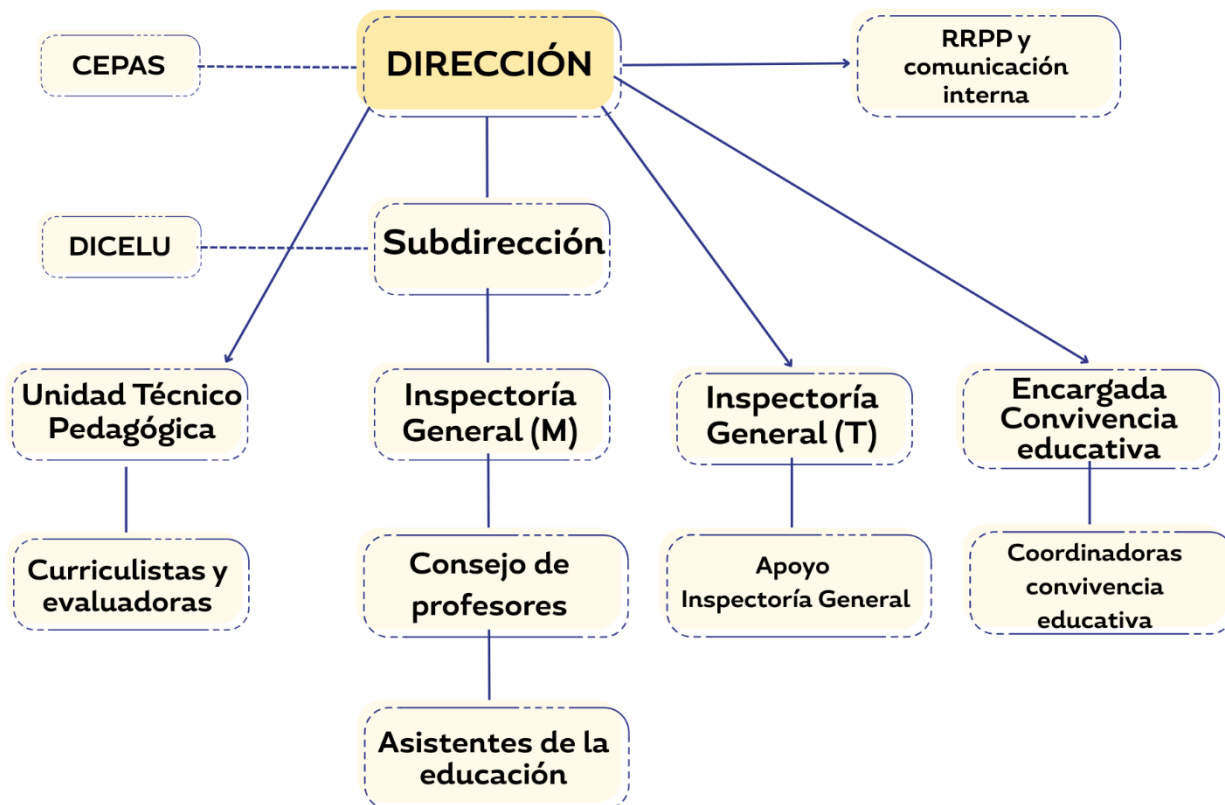 CEPAS
DIRECCIÓN
RRPP y
comunicación
interna
DICELU
Subdirección
Unidad Técnico
Pedagógica
Inspectoría
General (M)
Inspectoría
General (T)
Encargada
Convivencia
educativa
Curriculistas y
evaluadoras
Consejo de
profesores
Apoyo
Inspectoría General
Coordinadoras
convivencia
educativa
Asistentes de la
educación